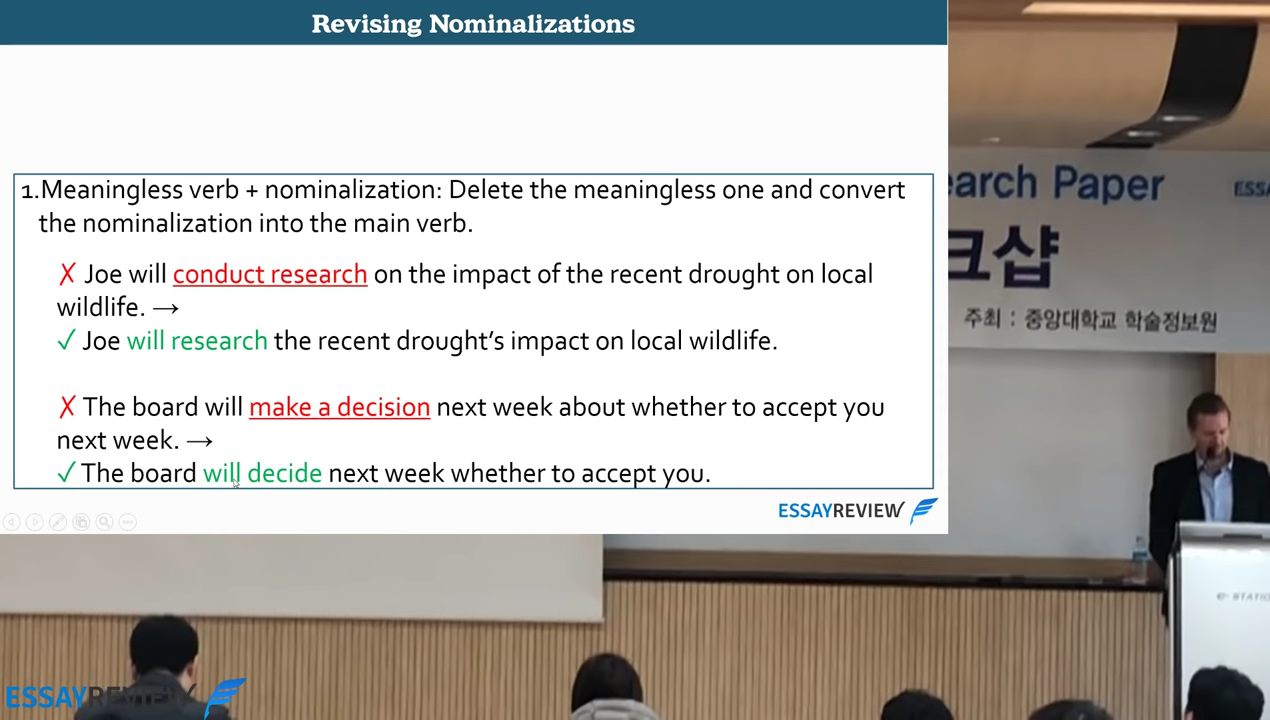 Revising Nominalizations
1.Meaningless verb + nominalization: Delete the meaningless one and convert
the nominalization into the main verb.
✗ Joe will conduct research on the impact of the recent drought on local
wildlife. →
✓ Joe will research the recent drought's impact on local wildlife.
✗ The board will make a decision next week about whether to accept you
next week. →
✓ The board will decide next week whether to accept you.
ESSAYREVIEW
earch Paper
ESSA
크샵
주최 : 중앙대학교 학술정보원
e-STATIO
ESSAYREVIEW